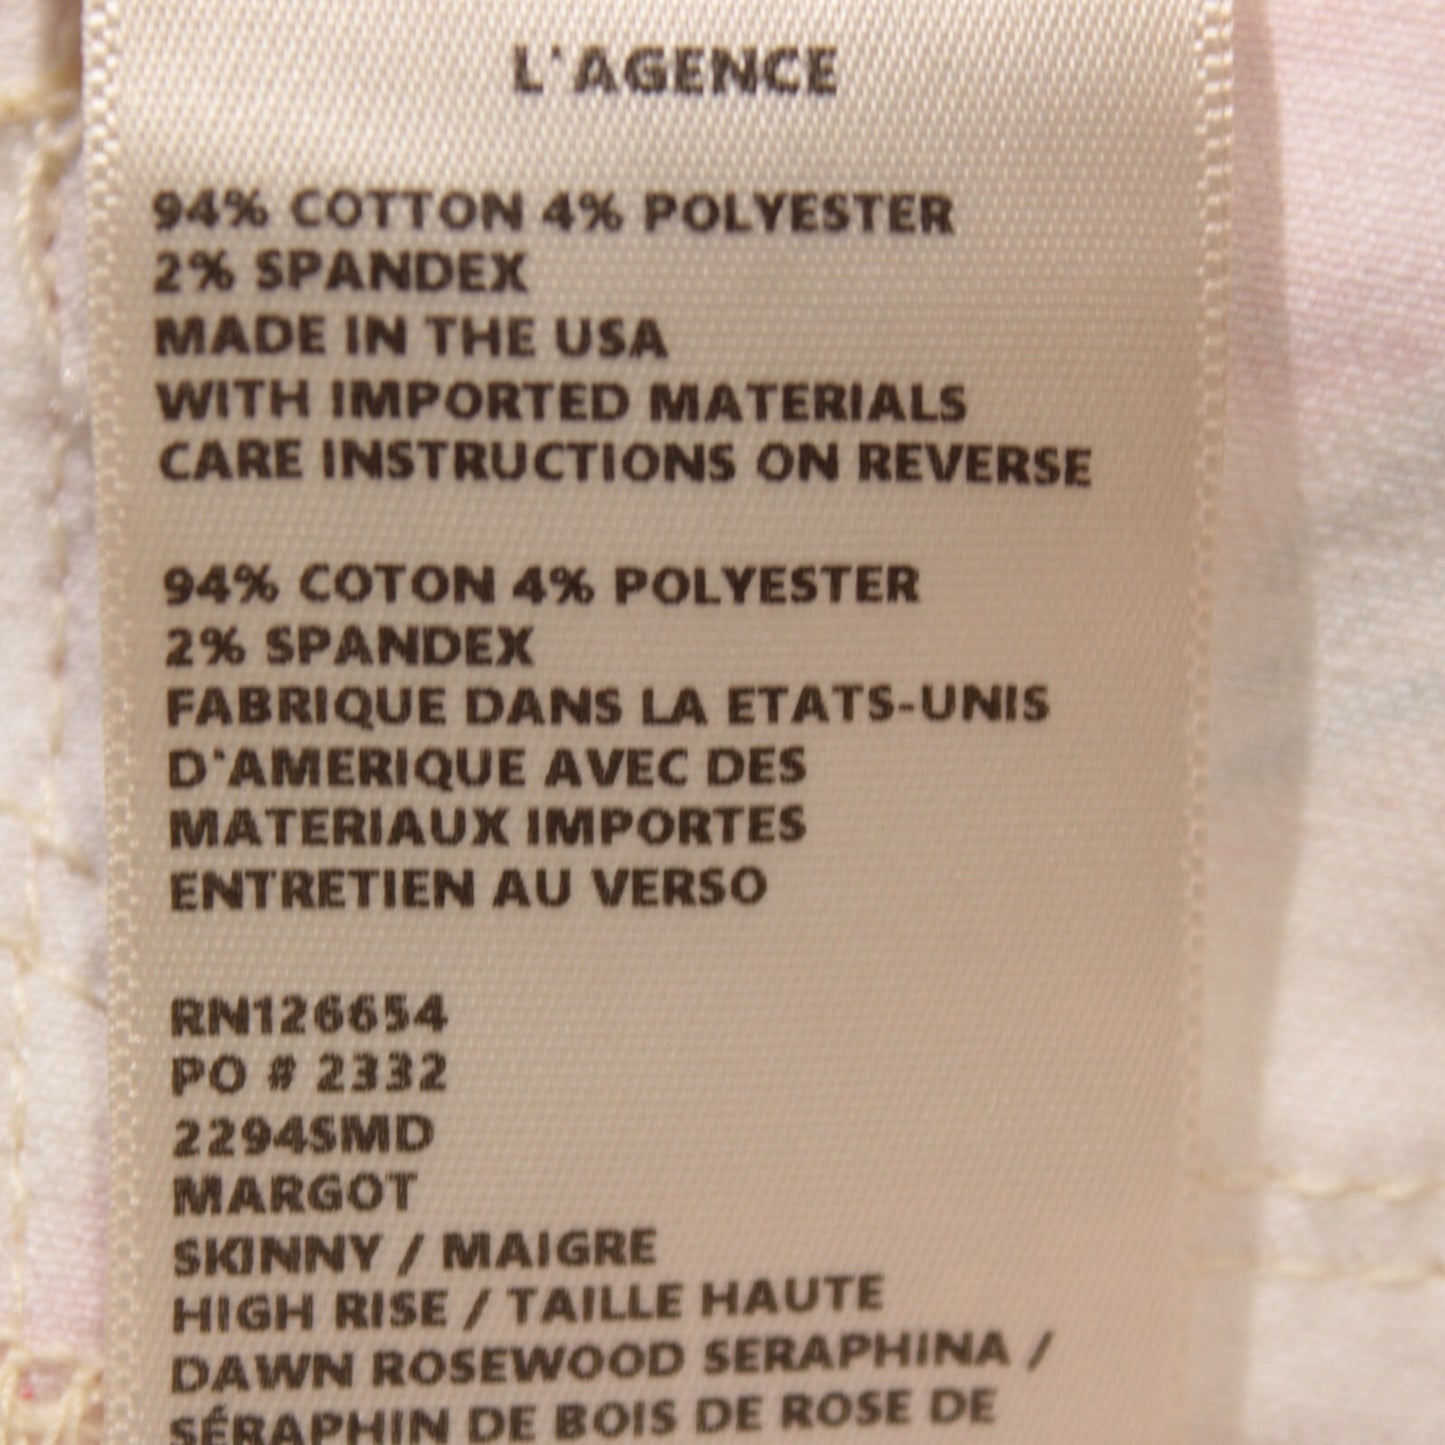 L'AGENCE
94% COTTON 4% POLYESTER
2% SPANDEX
MADE IN THE USA
WITH IMPORTED MATERIALS
CARE INSTRUCTIONS ON REVERSE
94% COTON 4% POLYESTER
2% SPANDEX
FABRIQUE DANS LA ETATS-UNIS
D'AMERIQUE AVEC DES
MATERIAUX IMPORTES
ENTRETIEN AU VERSO
RN126654
PO # 2332
2294SMD
MARGOT
SKINNY / MAIGRE
HIGH RISE / TAILLE HAUTE
DAWN ROSEWOOD SERAPHINA /
SÉRAPHIN DE BOIS DE ROSE DE